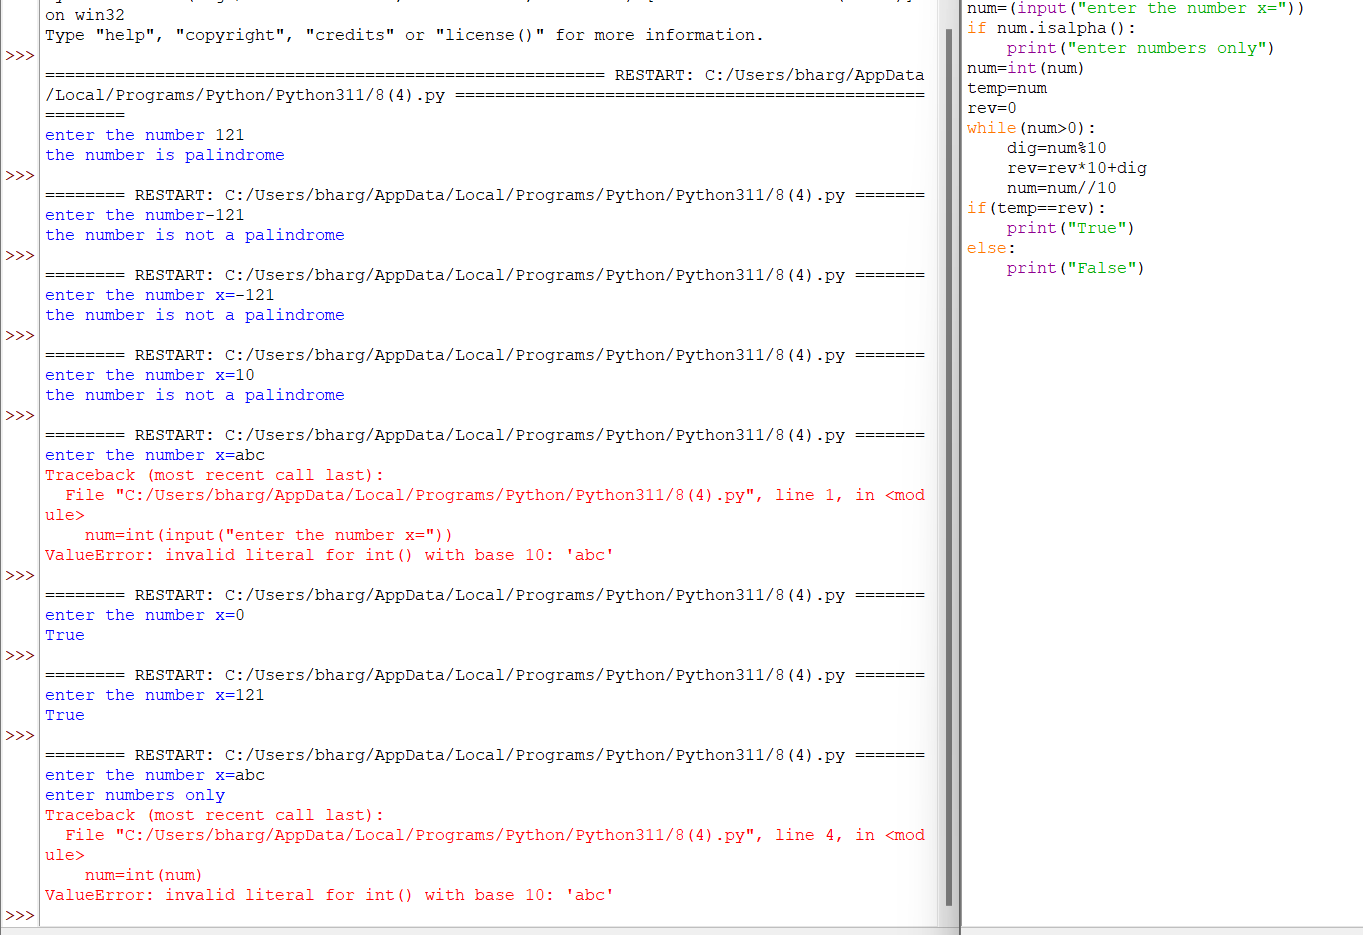 on win32
Type "help", "copyright", "credits" or "license()" for more information.
>>>
======================================================== RESTART: C:/Users/bharg/AppData
/Local/Programs/Python/Python311/8(4).py ===============================================
========
enter the number 121
the number is palindrome
>>>
======== RESTART: C:/Users/bharg/AppData/Local/Programs/Python/Python311/8(4).py =======
enter the number-121
the number is not a palindrome
>>>
======== RESTART: C:/Users/bharg/AppData/Local/Programs/Python/Python311/8(4).py =======
enter the number x=-121
the number is not a palindrome
>>>
======== RESTART: C:/Users/bharg/AppData/Local/Programs/Python/Python311/8(4).py =======
enter the number x=10
the number is not a palindrome
>>>
======== RESTART: C:/Users/bharg/AppData/Local/Programs/Python/Python311/8(4).py =======
enter the number x=abc
Traceback (most recent call last):
  File "C:/Users/bharg/AppData/Local/Programs/Python/Python311/8(4).py", line 1, in <mod
ule>
    num=int(input("enter the number x="))
ValueError: invalid literal for int() with base 10: 'abc'
>>>
======== RESTART: C:/Users/bharg/AppData/Local/Programs/Python/Python311/8(4).py =======
enter the number x=0
True
>>>
======== RESTART: C:/Users/bharg/AppData/Local/Programs/Python/Python311/8(4).py =======
enter the number x=121
True
>>>
======== RESTART: C:/Users/bharg/AppData/Local/Programs/Python/Python311/8(4).py =======
enter the number x=abc
enter numbers only
Traceback (most recent call last):
  File "C:/Users/bharg/AppData/Local/Programs/Python/Python311/8(4).py", line 4, in <mod
ule>
    num=int(num)
ValueError: invalid literal for int() with base 10: 'abc'
>>>
num=(input("enter the number x="))
if num.isalpha():
    print("enter numbers only")
num=int(num)
temp=num
rev=0
while(num>0):
    dig=num%10
    rev=rev*10+dig
    num=num//10
if(temp==rev):
    print("True")
else:
    print("False")